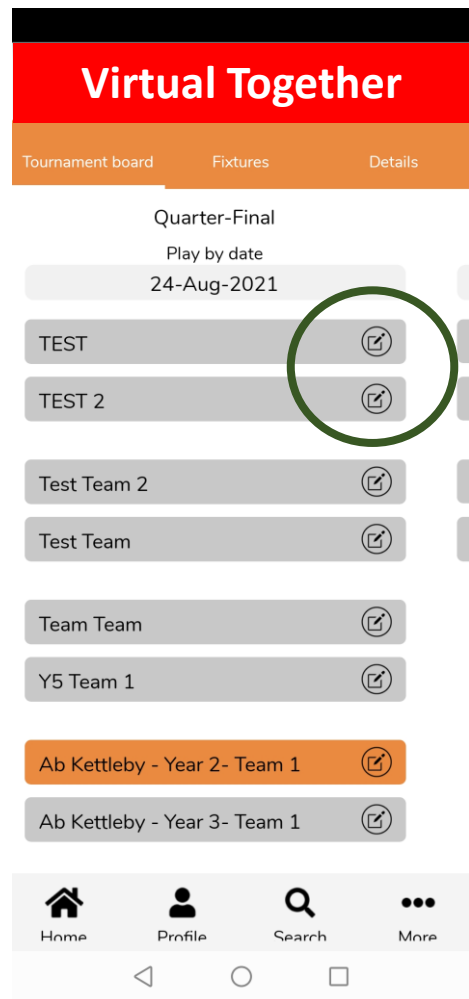 Virtual Together
Tournament board Fixtures Details
Quarter-Final
Play by date
24-Aug-2021
TEST
TEST 2
Test Team 2
Test Team
Team Team
Y5 Team 1
Ab Kettleby - Year 2- Team 1
Ab Kettleby - Year 3- Team 1
Home Profile Search More